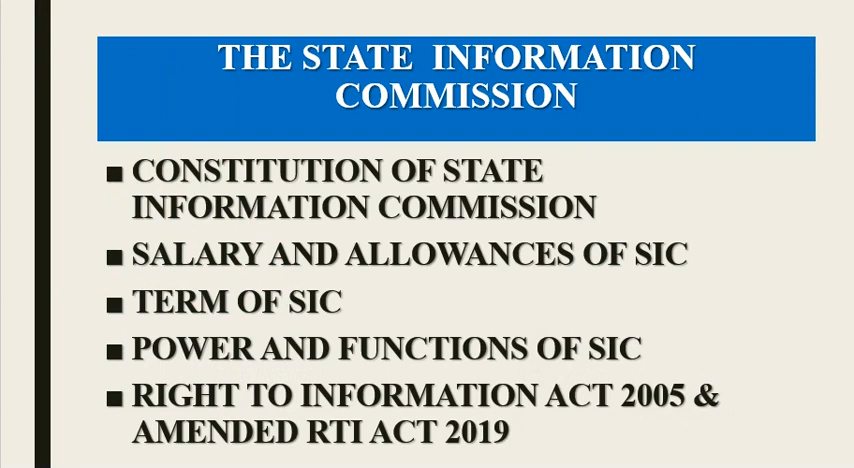 THE STATE INFORMATION
COMMISSION
■ CONSTITUTION OF STATE
INFORMATION COMMISSION
■ SALARY AND ALLOWANCES OF SIC
■ TERM OF SIC
■ POWER AND FUNCTIONS OF SIC
■ RIGHT TO INFORMATION ACT 2005 &
AMENDED RTI ACT 2019